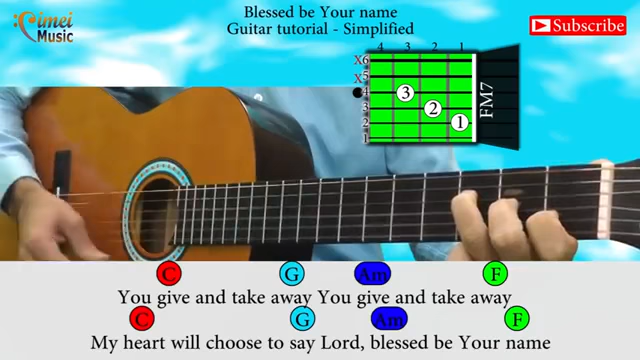 Cimei
Music
Blessed be Your name
Guitar tutorial - Simplified
Subscribe
4 3 2 1
X6
X5
4
3
2
1
3
2
1
FM7
C G Am F
You give and take away You give and take away
C G Am F
My heart will choose to say Lord, blessed be Your name